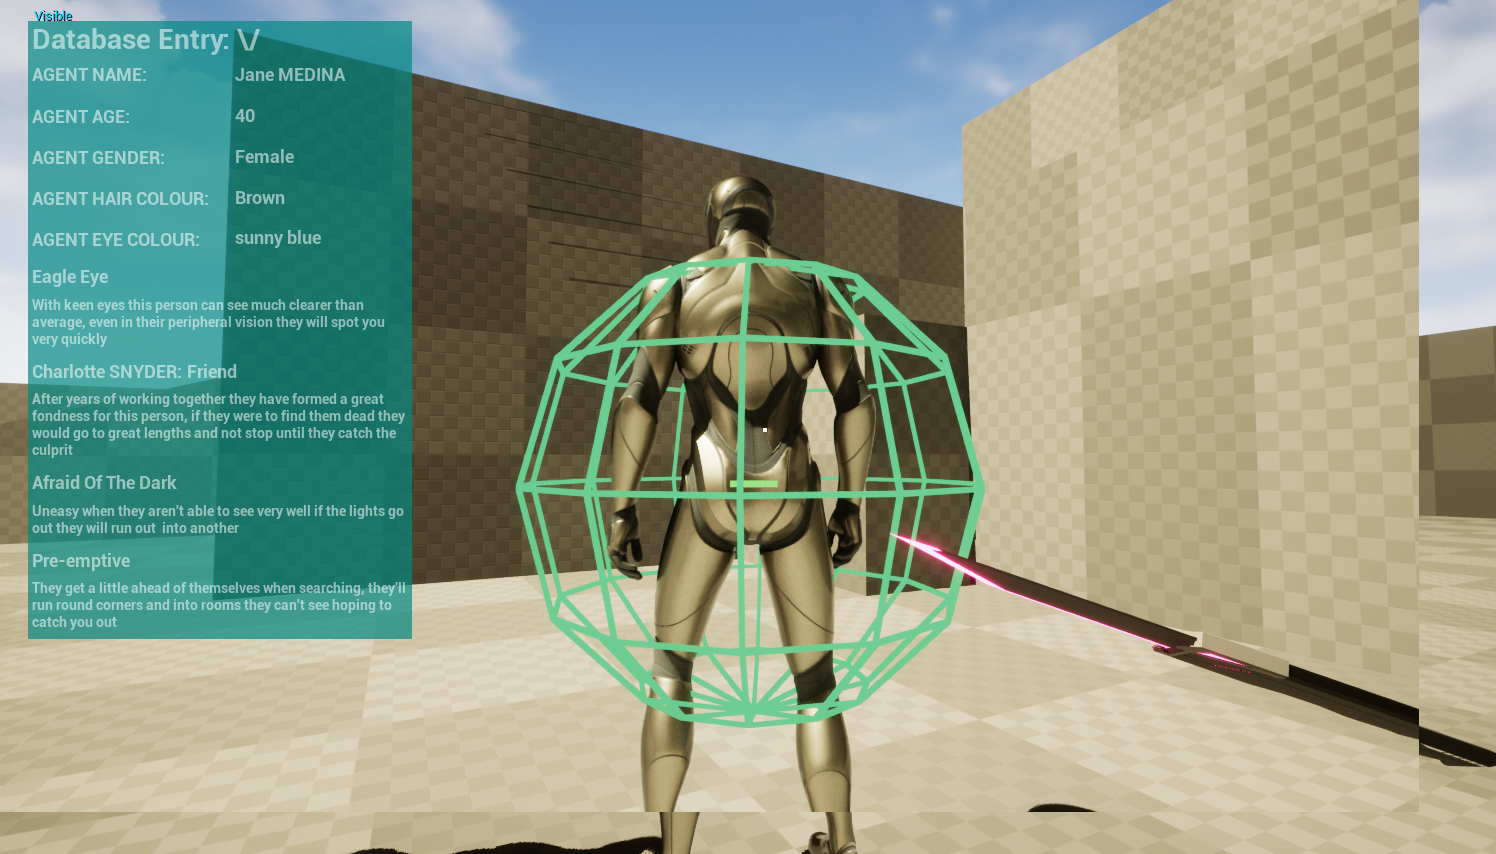 Visible
Database Entry: \/
AGENT NAME: Jane MEDINA
AGENT AGE: 40
AGENT GENDER: Female
AGENT HAIR COLOUR: Brown
AGENT EYE COLOUR: sunny blue
Eagle Eye
With keen eyes this person can see much clearer than
average, even in their peripheral vision they will spot you
very quickly
Charlotte SNYDER: Friend
After years of working together they have formed a great
fondness for this person, if they were to find them dead they
would go to great lengths and not stop until they catch the
culprit
Afraid Of The Dark
Uneasy when they aren't able to see very well if the lights go
out they will run out  into another
Pre-emptive
They get a little ahead of themselves when searching, they'll
run round corners and into rooms they can't see hoping to
catch you out